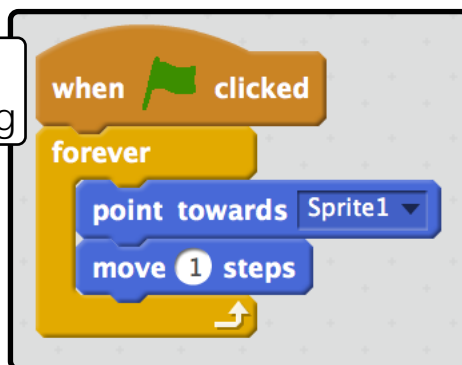 g
when clicked
forever
point towards Sprite1
move 1 steps